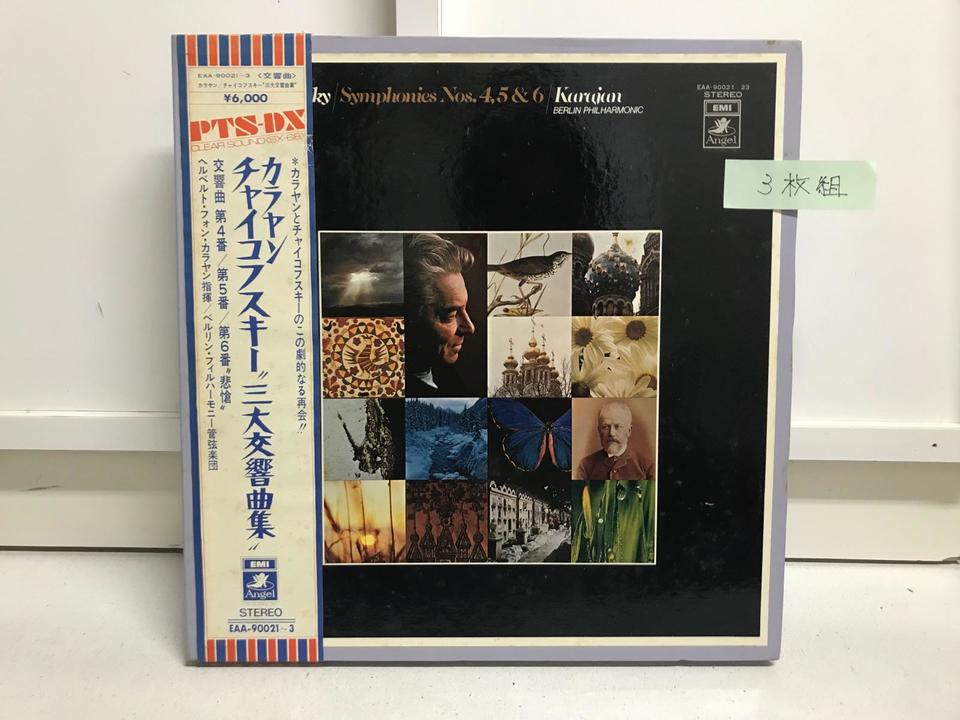 EAA-90021~3 〈交響曲〉
カラヤン/チャイコフスキー"三大交響曲集"
¥6,000
PTS-DX
CLEAR SOUND(SX-68)
*カラヤンとチャイコフスキーのこの劇的なる再会!!
カラヤン
チャイコフスキー"三大交響曲集"
交響曲 第4番/第5番/第6番"悲愴"
ヘルベルト・フォン・カラヤン指揮/ベルリン・フィルハーモニー管弦楽団
EMI
Angel
STEREO
EAA-90021~3
ky/Symphonies Nos. 4,5 & 6/Karajan
BERLIN PHILHARMONIC
EAA-90021 23
STEREO
EMI
Angel
3枚組